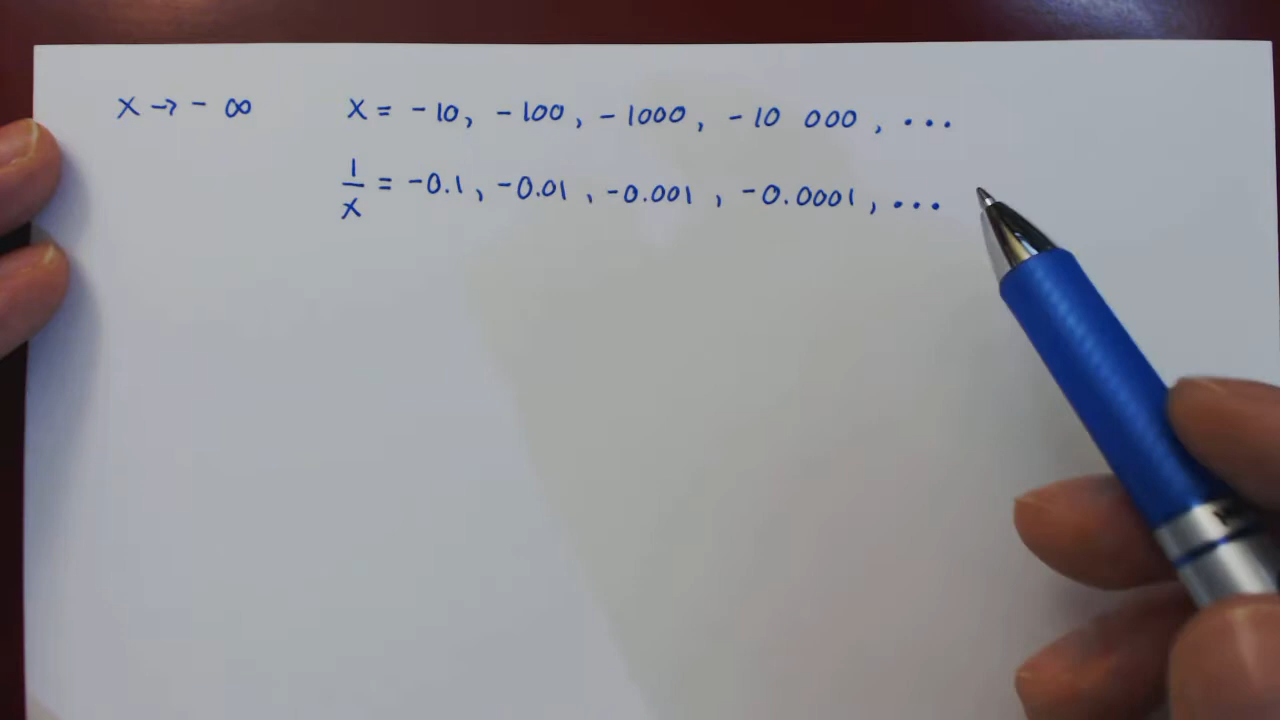 x → - ∞ x = -10, -100, -1000, -10 000, ...
1/x = -0.1, -0.01, -0.001, -0.0001, ...